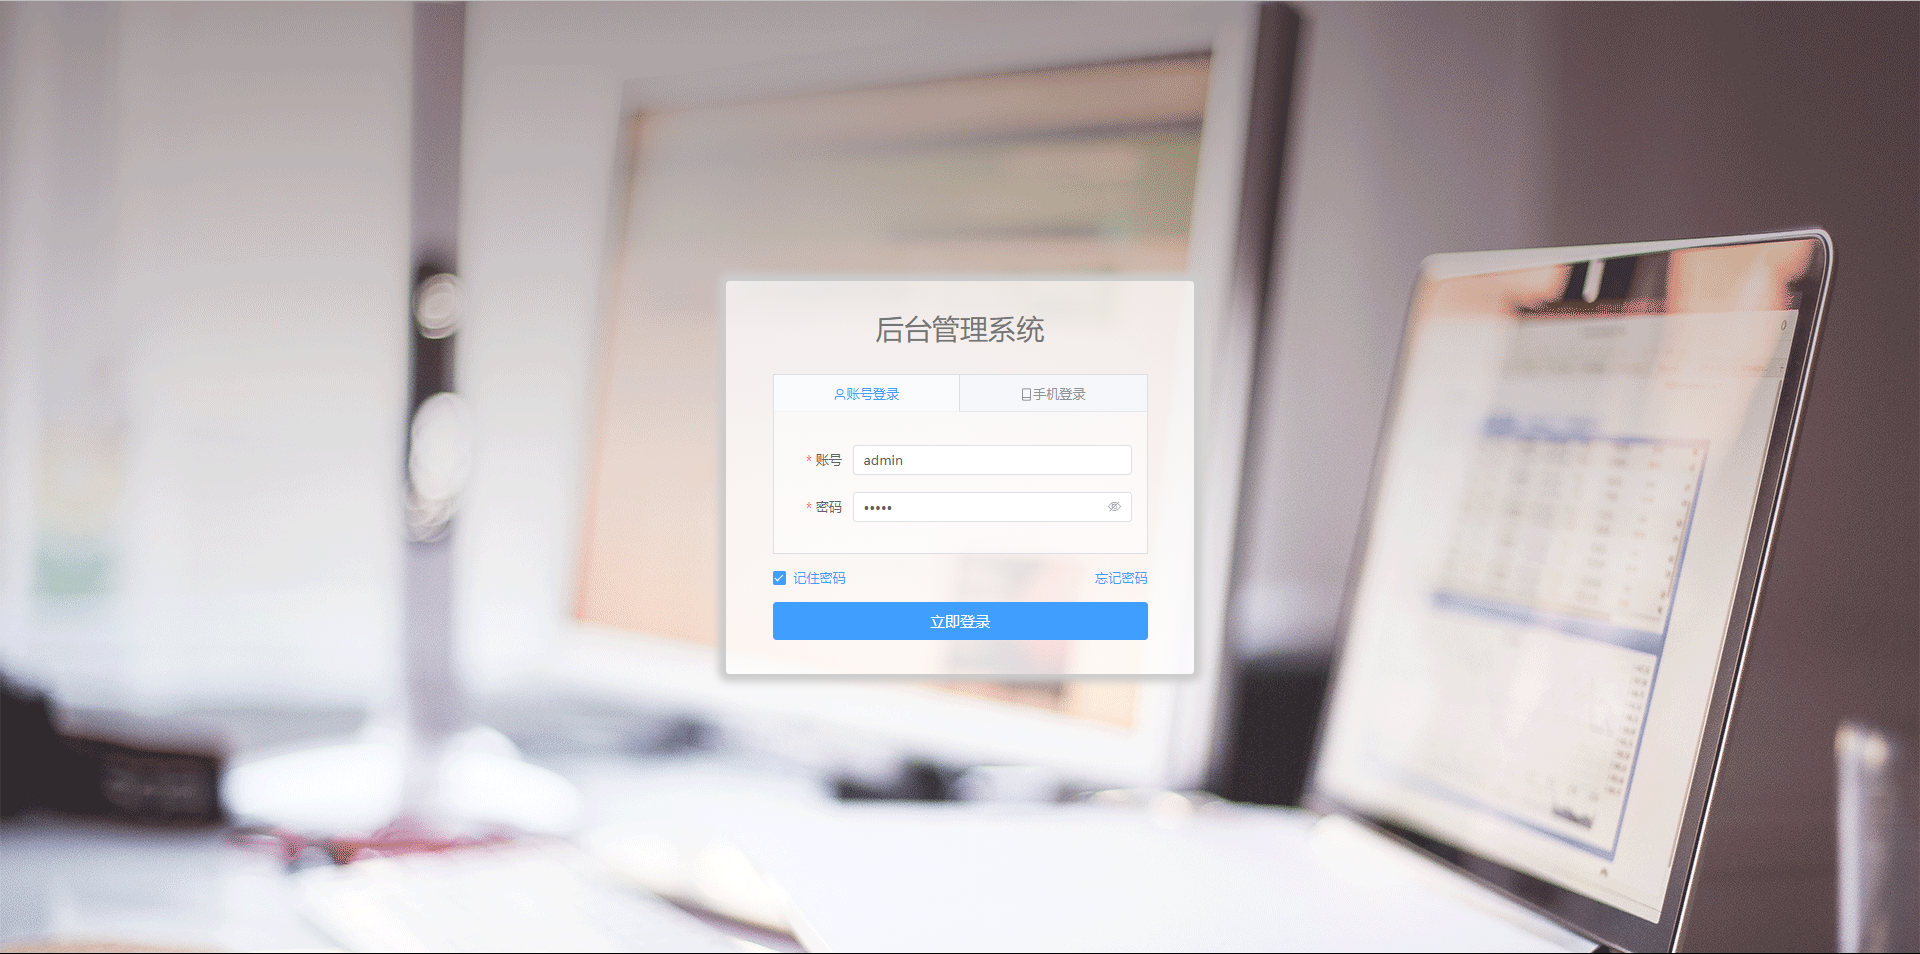 后台管理系统
账号登录 手机登录
* 账号 admin
* 密码 •••••
记住密码 忘记密码
立即登录